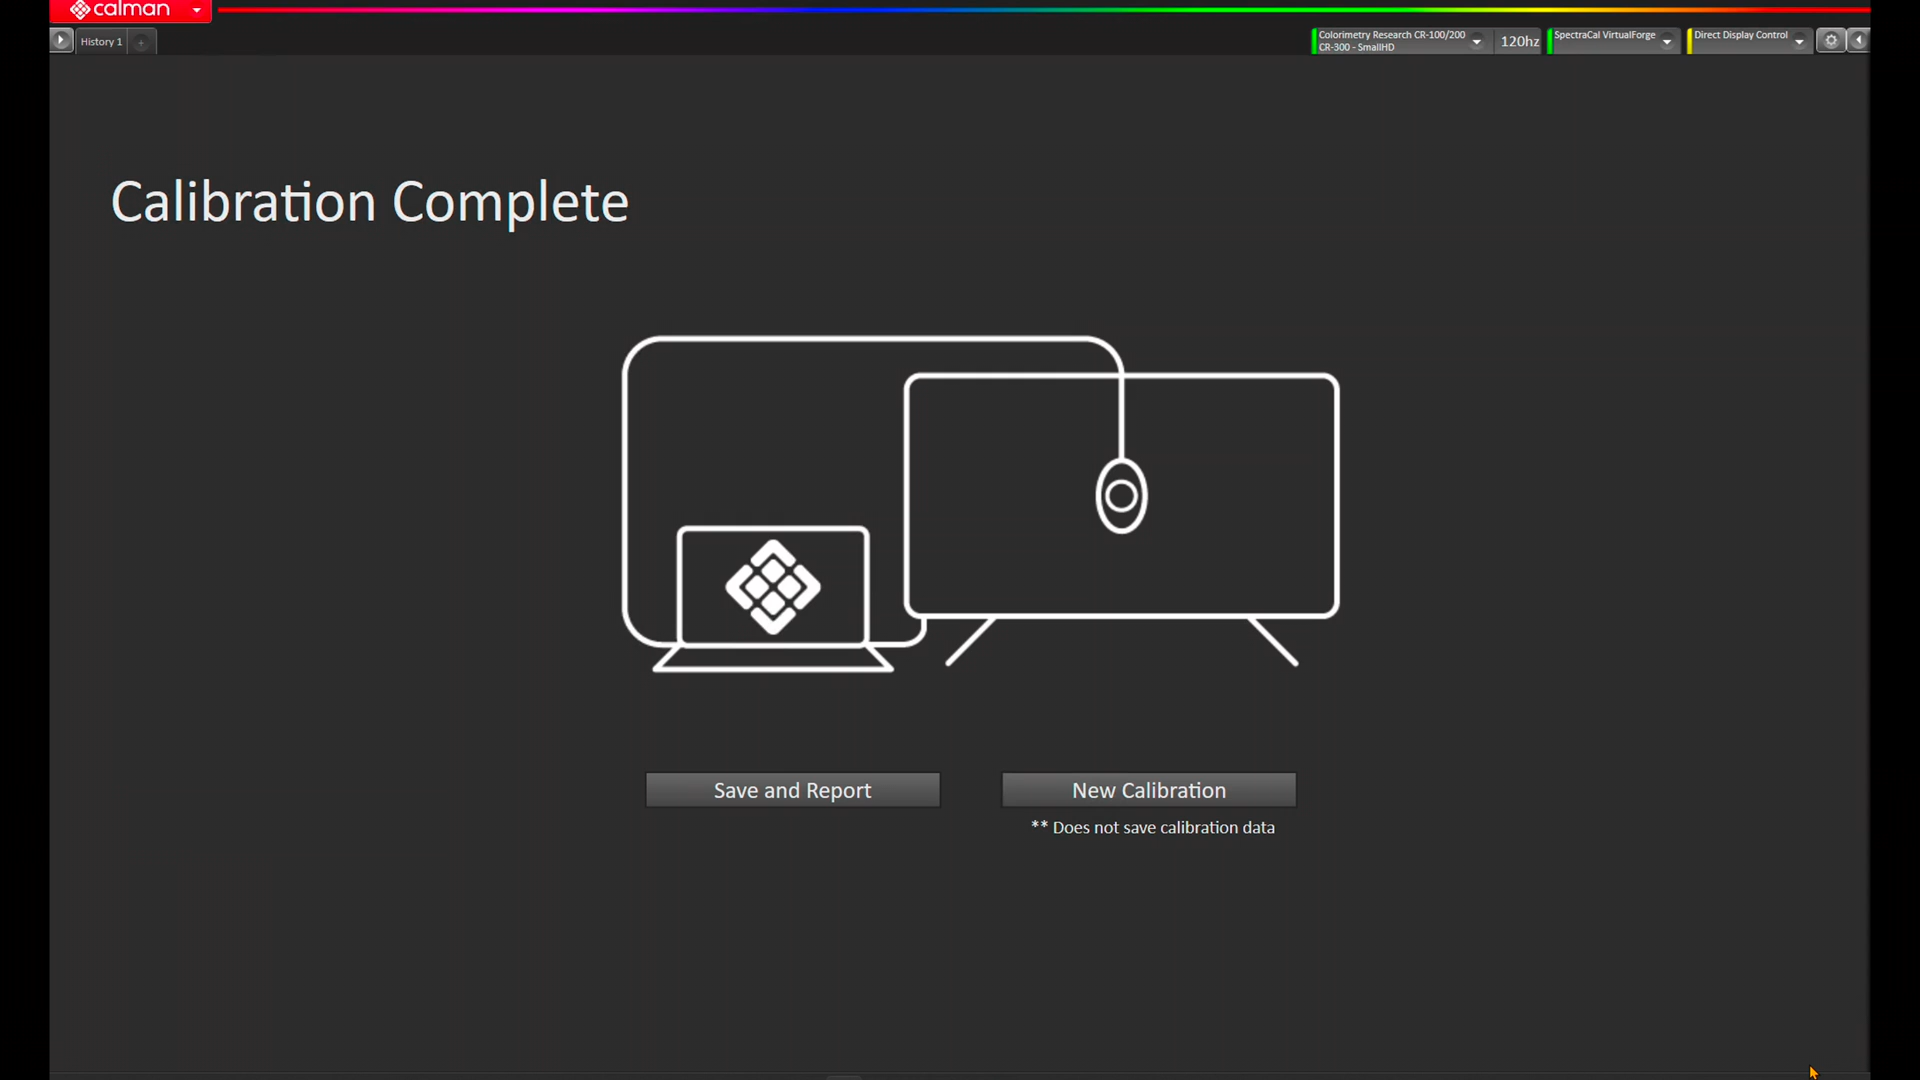 calman
History 1
Colorimetry Research CR-100/200
CR-300 - SmallHD
120hz
SpectraCal VirtualForge
Direct Display Control
Calibration Complete
Save and Report
New Calibration
** Does not save calibration data